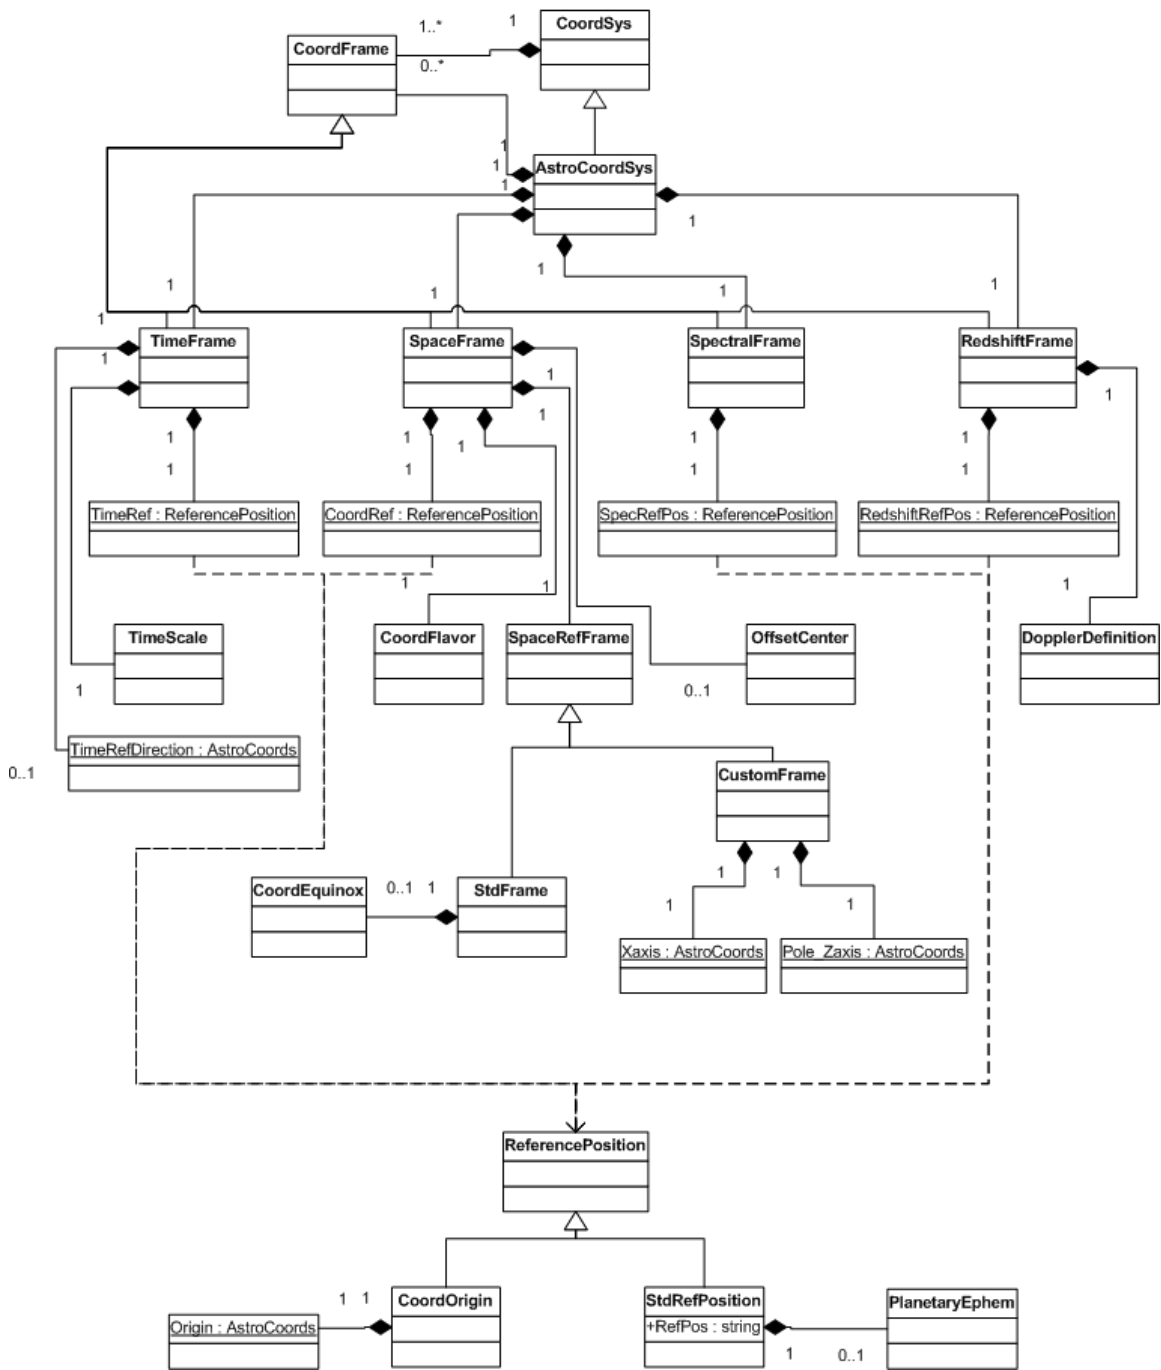 CoordSys
1..*
1
CoordFrame
0..*
1
1
AstroCoordSys
1
1
1
1
1
1
1
1
1
TimeFrame
SpaceFrame
SpectralFrame
RedshiftFrame
1
1
1
1
1
1
1
1
1
1
1
1
1
TimeRef : ReferencePosition
CoordRef : ReferencePosition
SpecRefPos : ReferencePosition
RedshiftRefPos : ReferencePosition
1
1
1
TimeScale
CoordFlavor
SpaceRefFrame
OffsetCenter
DopplerDefinition
1
0..1
TimeRefDirection : AstroCoords
0..1
CustomFrame
1
1
CoordEquinox
0..1
1
StdFrame
1
1
Xaxis : AstroCoords
Pole_Zaxis : AstroCoords
ReferencePosition
1
1
CoordOrigin
StdRefPosition
PlanetaryEphem
Origin : AstroCoords
+RefPos : string
1
0..1